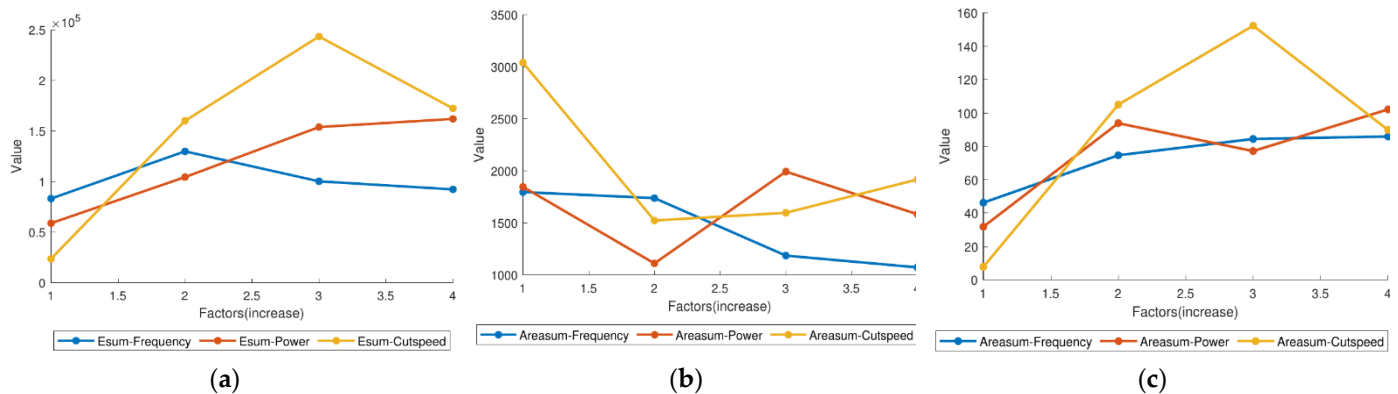 ×10^5
2.5
2
1.5
1
0.5
0
Value
1 1.5 2 2.5 3 3.5 4
Factors(increase)
Esum-Frequency Esum-Power Esum-Cutspeed
(a)
3500
3000
2500
2000
1500
1000
Value
1 1.5 2 2.5 3 3.5 4
Factors(increase)
Areasum-Frequency Areasum-Power Areasum-Cutspeed
(b)
160
140
120
100
80
60
40
20
0
Value
1 1.5 2 2.5 3 3.5 4
Factors(increase)
Areasum-Frequency Areasum-Power Areasum-Cutspeed
(c)